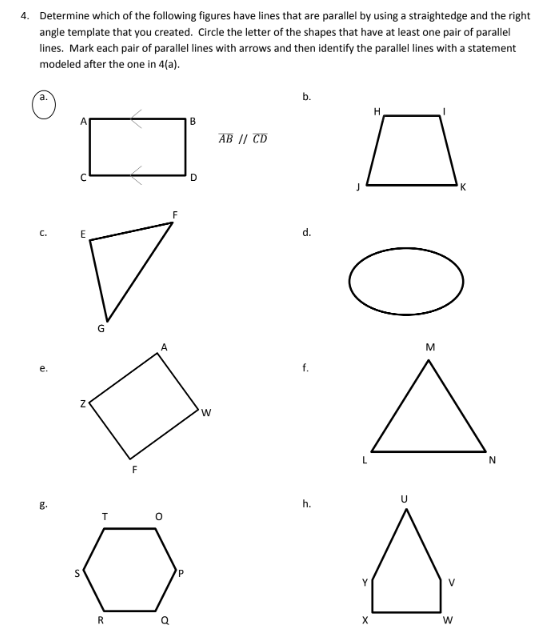 4. Determine which of the following figures have lines that are parallel by using a straightedge and the right
angle template that you created. Circle the letter of the shapes that have at least one pair of parallel
lines. Mark each pair of parallel lines with arrows and then identify the parallel lines with a statement
modeled after the one in 4(a).
a.
A B
C D
AB // CD
b.
H I
J K
c.
E F
G
d.
e.
A
Z W
F
f.
M
L N
g.
T O
S P
R Q
h.
U
Y V
X W